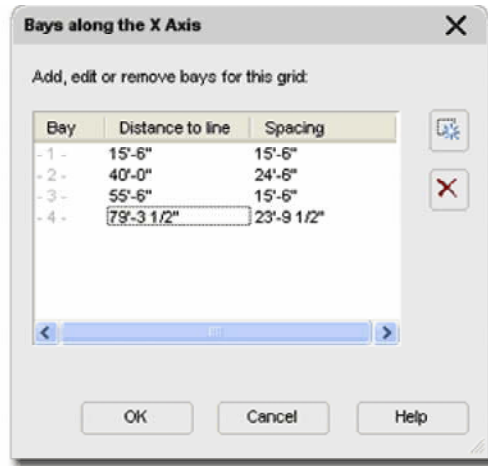 Bays along the X Axis
Add, edit or remove bays for this grid:
Bay Distance to line Spacing
- 1 - 15'-6" 15'-6"
- 2 - 40'-0" 24'-6"
- 3 - 55'-6" 15'-6"
- 4 - 79'-3 1/2" 23'-9 1/2"
OK Cancel Help